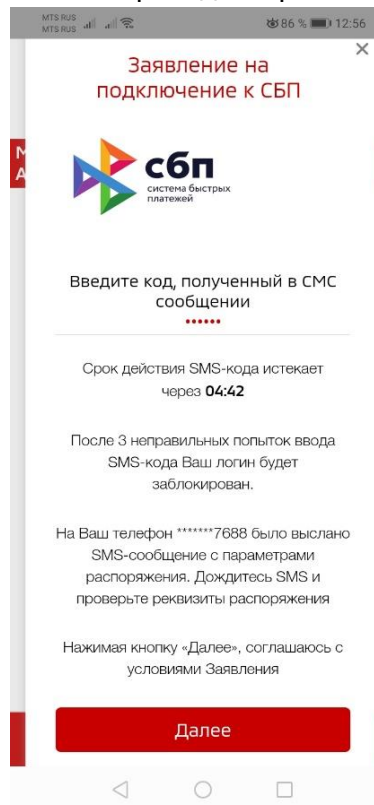 MTS RUS
MTS RUS
86 % 12:56
Заявление на
подключение к СБП
М
А
сбп
система быстрых
платежей
Введите код, полученный в СМС
сообщении
••••••
Срок действия SMS-кода истекает
через 04:42
После 3 неправильных попыток ввода
SMS-кода Ваш логин будет
заблокирован.
На Ваш телефон *******7688 было выслано
SMS-сообщение с параметрами
распоряжения. Дождитесь SMS и
проверьте реквизиты распоряжения
Нажимая кнопку «Далее», соглашаюсь с
условиями Заявления
Далее